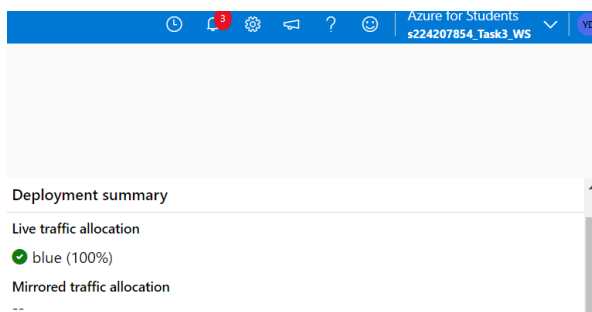 3
?
Azure for Students
s224207854_Task3_WS
YD
Deployment summary
Live traffic allocation
blue (100%)
Mirrored traffic allocation
--